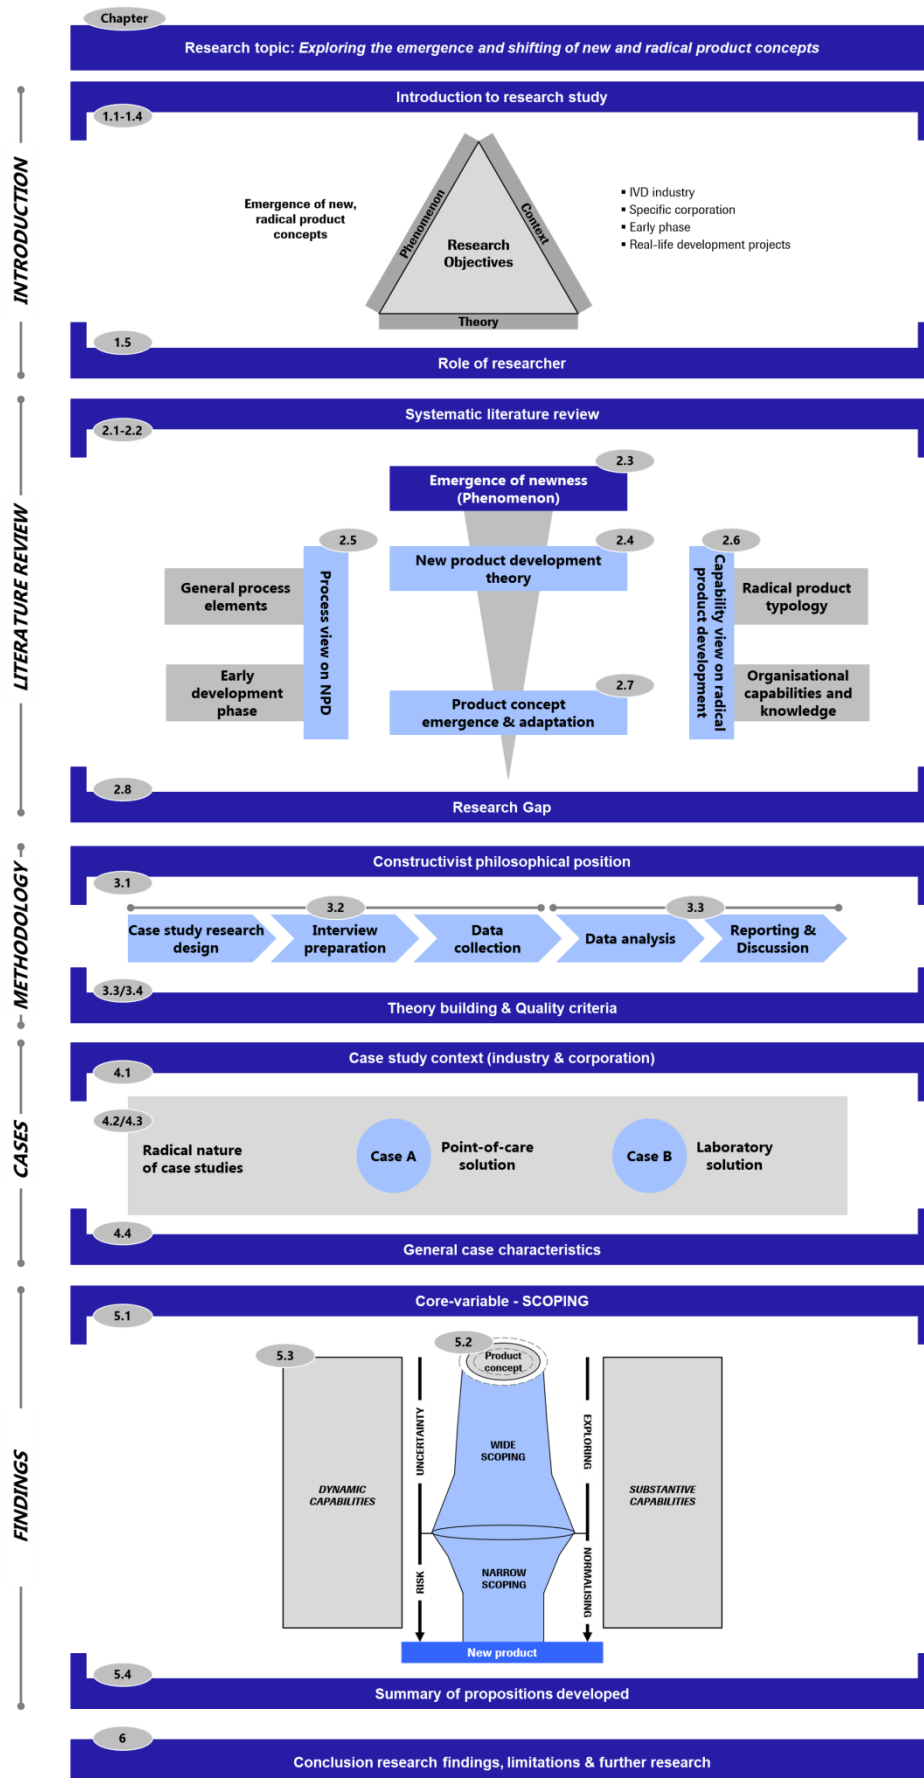 Chapter
Research topic: Exploring the emergence and shifting of new and radical product concepts
INTRODUCTION
Introduction to research study
1.1-1.4
Emergence of new,
radical product
concepts
Phenomenon
Context
Research
Objectives
Theory
▪ IVD industry
▪ Specific corporation
▪ Early phase
▪ Real-life development projects
1.5
Role of researcher
LITERATURE REVIEW
Systematic literature review
2.1-2.2
2.3
Emergence of newness
(Phenomenon)
2.5
2.4
2.6
General process
elements
Early
development
phase
Process view on NPD
New product development
theory
2.7
Product concept
emergence & adaptation
Capability view on radical
product development
Radical product
typology
Organisational
capabilities and
knowledge
2.8
Research Gap
METHODOLOGY
Constructivist philosophical position
3.1
3.2
3.3
Case study research
design
Interview
preparation
Data
collection
Data analysis
Reporting &
Discussion
3.3/3.4
Theory building & Quality criteria
CASES
Case study context (industry & corporation)
4.1
4.2/4.3
Radical nature
of case studies
Case A
Point-of-care
solution
Case B
Laboratory
solution
4.4
General case characteristics
FINDINGS
Core-variable - SCOPING
5.1
5.3
5.2
Product
concept
DYNAMIC
CAPABILITIES
UNCERTAINTY
RISK
WIDE
SCOPING
NARROW
SCOPING
EXPLORING
NORMALISING
SUBSTANTIVE
CAPABILITIES
New product
5.4
Summary of propositions developed
6
Conclusion research findings, limitations & further research